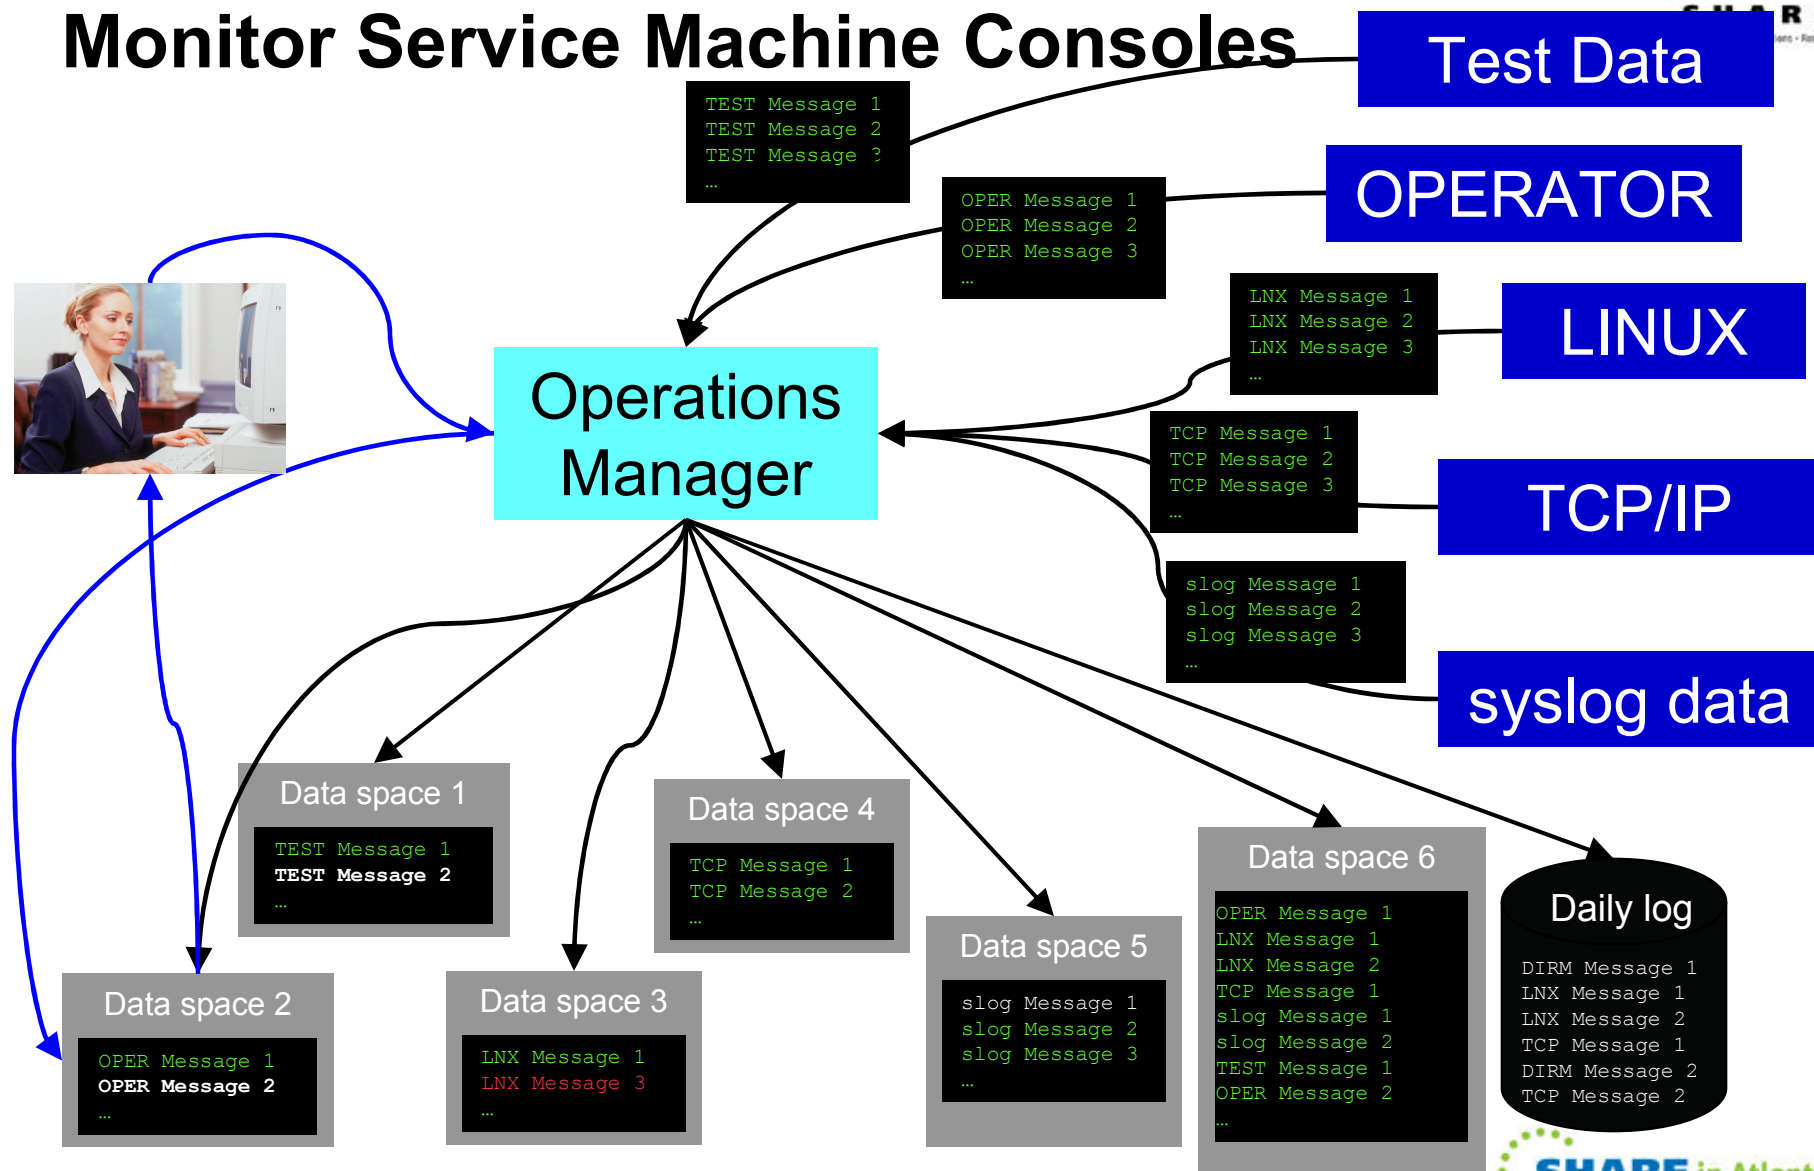 Monitor Service Machine Consoles
Test Data
TEST Message 1
TEST Message 2
TEST Message
…
OPERATOR
OPER Message 1
OPER Message 2
OPER Message 3
…
LNX Message 1
LNX Message 2
LNX Message 3
…
LINUX
Operations
Manager
TCP Message 1
TCP Message 2
TCP Message 3
…
TCP/IP
slog Message 1
slog Message 2
slog Message 3
…
syslog data
Data space 1
TEST Message 1
TEST Message 2
…
Data space 2
OPER Message 1
OPER Message 2
…
Data space 3
LNX Message 1
LNX Message 3
…
Data space 4
TCP Message 1
TCP Message 2
…
Data space 5
slog Message 1
slog Message 2
slog Message 3
…
Data space 6
OPER Message 1
LNX Message 1
LNX Message 2
TCP Message 1
slog Message 1
slog Message 2
TEST Message 1
OPER Message 2
…
Daily log
DIRM Message 1
LNX Message 1
LNX Message 2
TCP Message 1
DIRM Message 2
TCP Message 2
SHARE in